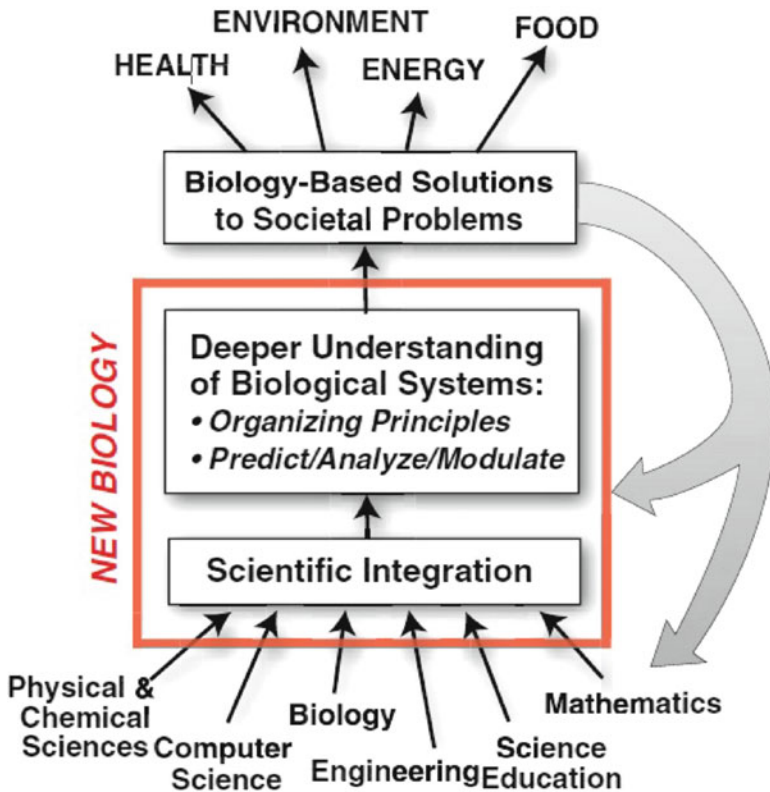 ENVIRONMENT
FOOD
HEALTH
ENERGY
Biology-Based Solutions
to Societal Problems
NEW BIOLOGY
Deeper Understanding
of Biological Systems:
• Organizing Principles
• Predict/Analyze/Modulate
Scientific Integration
Physical &
Chemical
Sciences
Computer
Science
Biology
Engineering
Science
Education
Mathematics